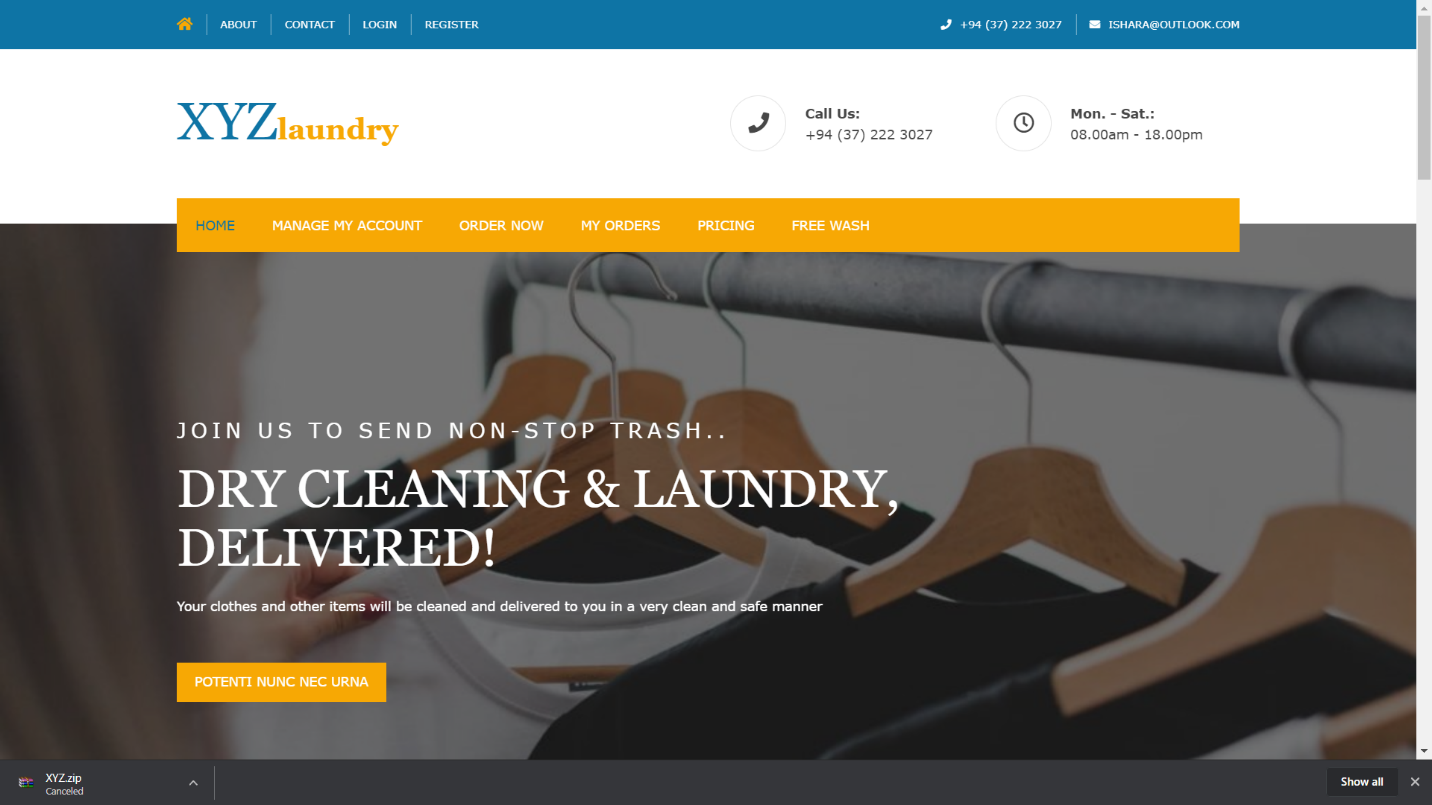 ABOUT
CONTACT
LOGIN
REGISTER
+94 (37) 222 3027
ISHARA@OUTLOOK.COM
XYZlaundry
Call Us:
+94 (37) 222 3027
Mon. - Sat.:
08.00am - 18.00pm
HOME
MANAGE MY ACCOUNT
ORDER NOW
MY ORDERS
PRICING
FREE WASH
JOIN US TO SEND NON-STOP TRASH..
DRY CLEANING & LAUNDRY,
DELIVERED!
Your clothes and other items will be cleaned and delivered to you in a very clean and safe manner
POTENTI NUNC NEC URNA
XYZ.zip
Canceled
Show all